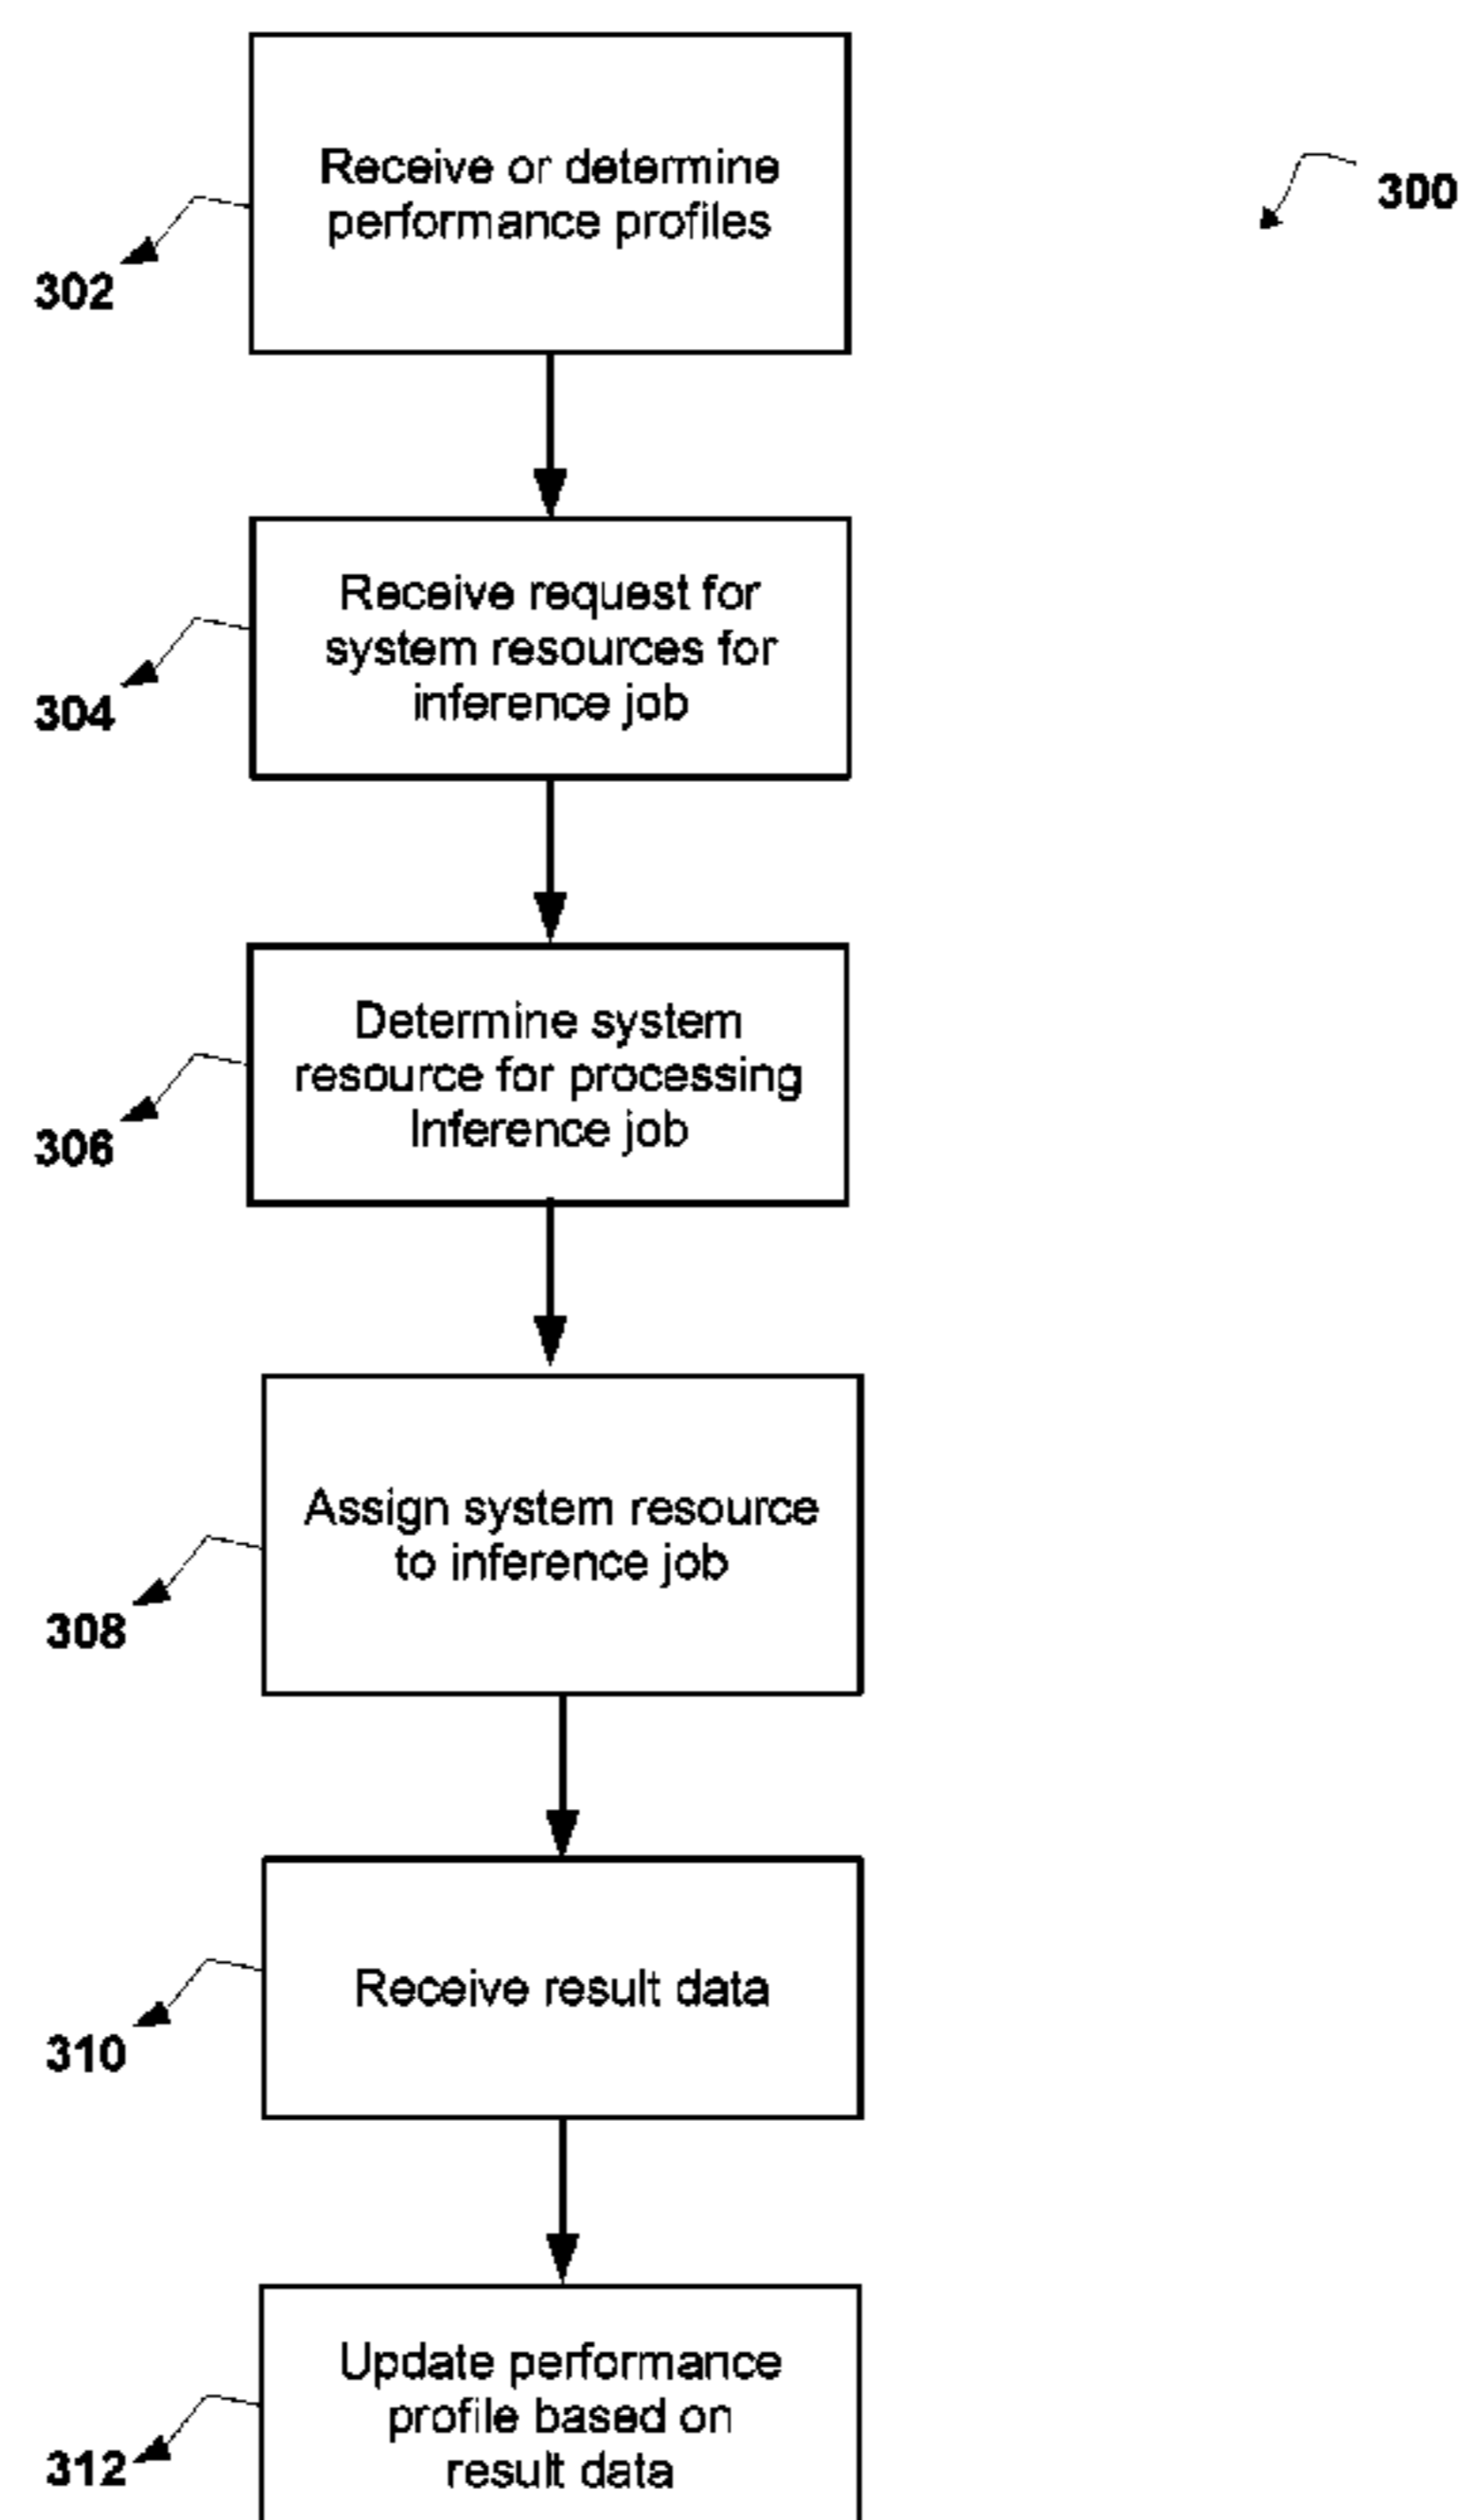 Receive or determine
performance profiles
300
302
Receive request for
system resources for
inference job
304
Determine system
resource for processing
Inference job
306
Assign system resource
to inference job
308
Receive result data
310
Update performance
profile based on
result data
312